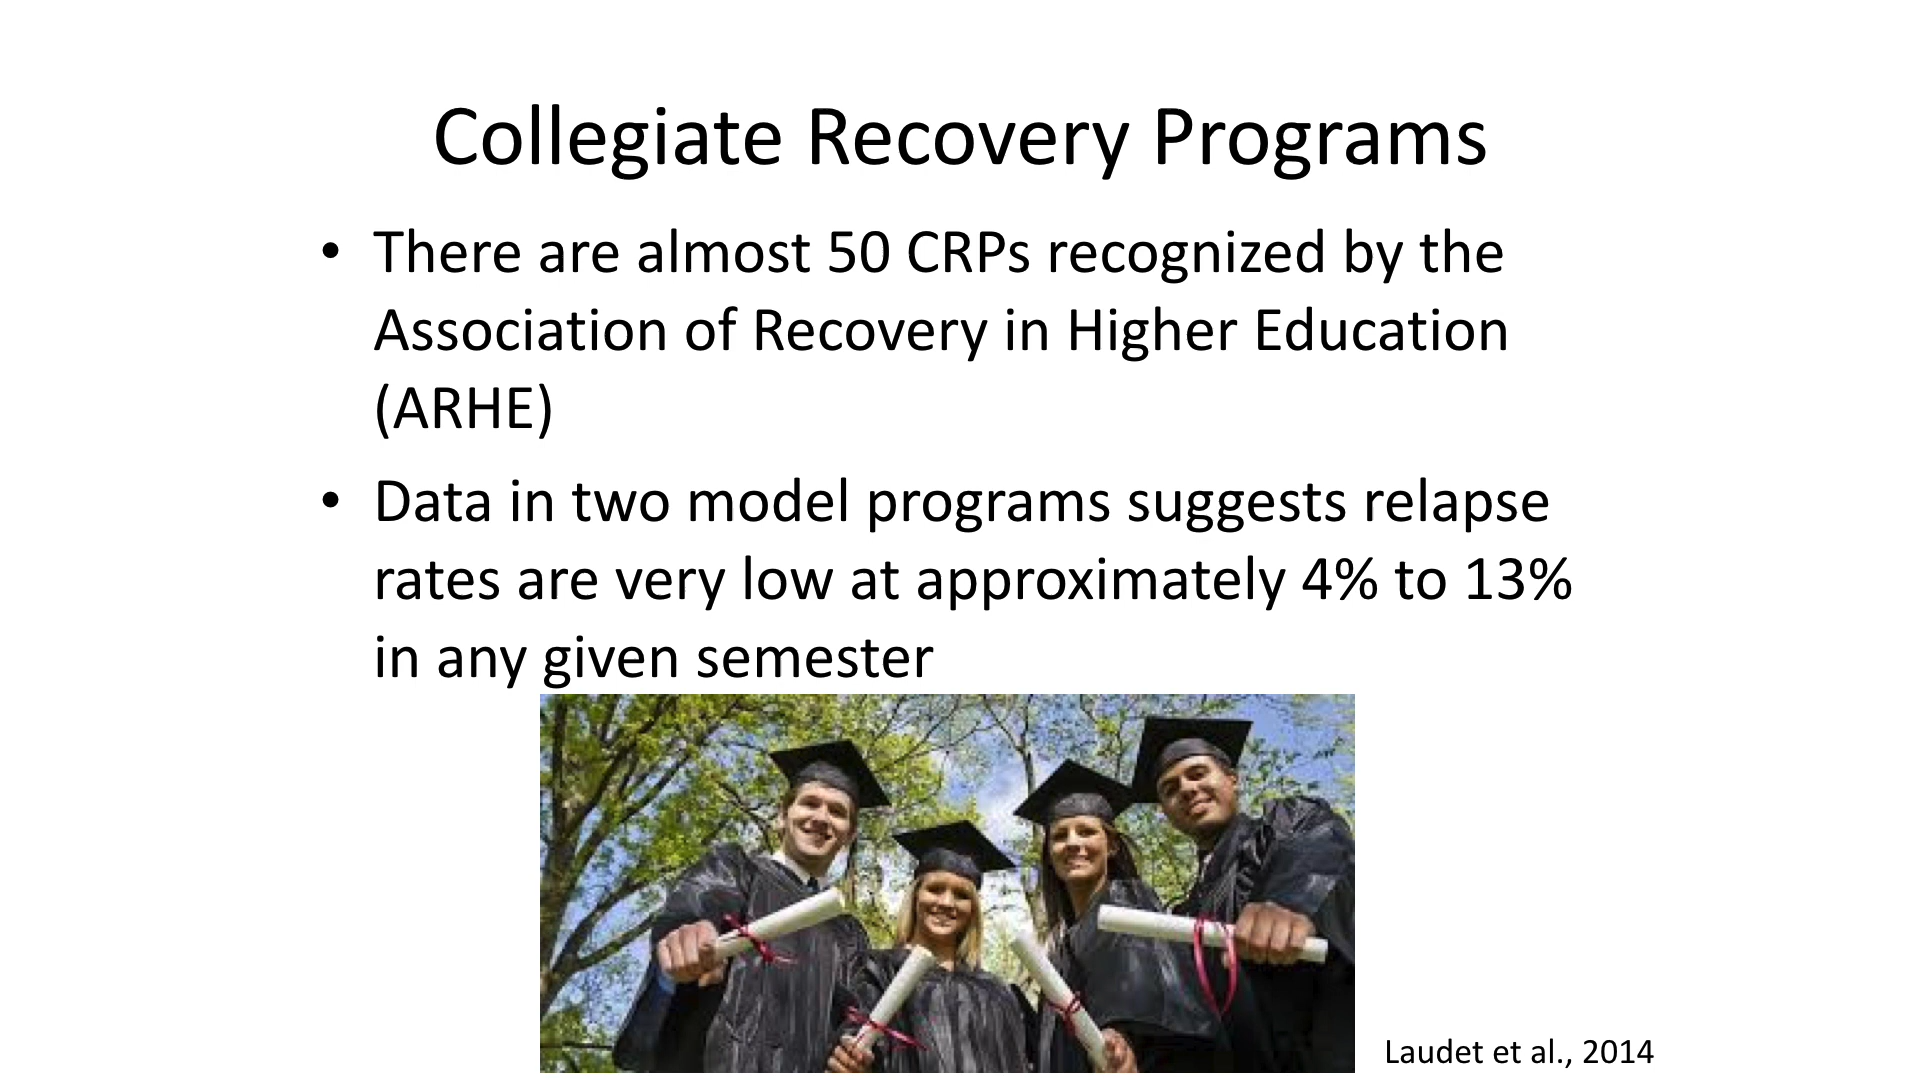 Collegiate Recovery Programs
• There are almost 50 CRPs recognized by the
Association of Recovery in Higher Education
(ARHE)
• Data in two model programs suggests relapse
rates are very low at approximately 4% to 13%
in any given semester
Laudet et al., 2014